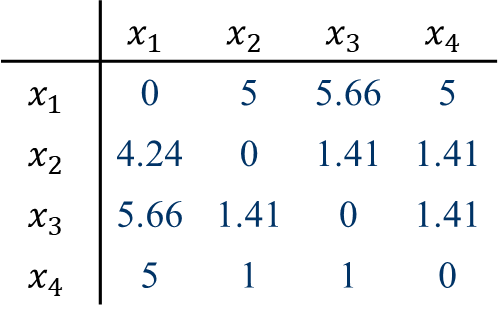 x₁ x₂ x₃ x₄
x₁ 0 5 5.66 5
x₂ 4.24 0 1.41 1.41
x₃ 5.66 1.41 0 1.41
x₄ 5 1 1 0